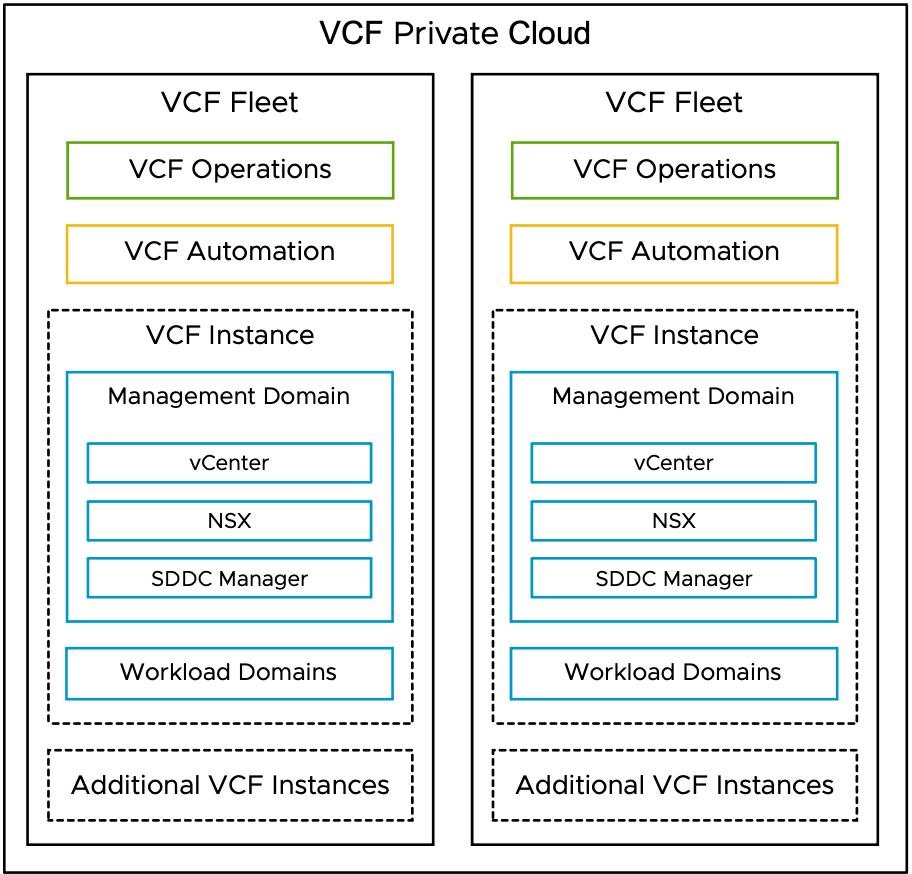 VCF Private Cloud
VCF Fleet
VCF Operations
VCF Automation
VCF Instance
Management Domain
vCenter
NSX
SDDC Manager
Workload Domains
Additional VCF Instances
VCF Fleet
VCF Operations
VCF Automation
VCF Instance
Management Domain
vCenter
NSX
SDDC Manager
Workload Domains
Additional VCF Instances